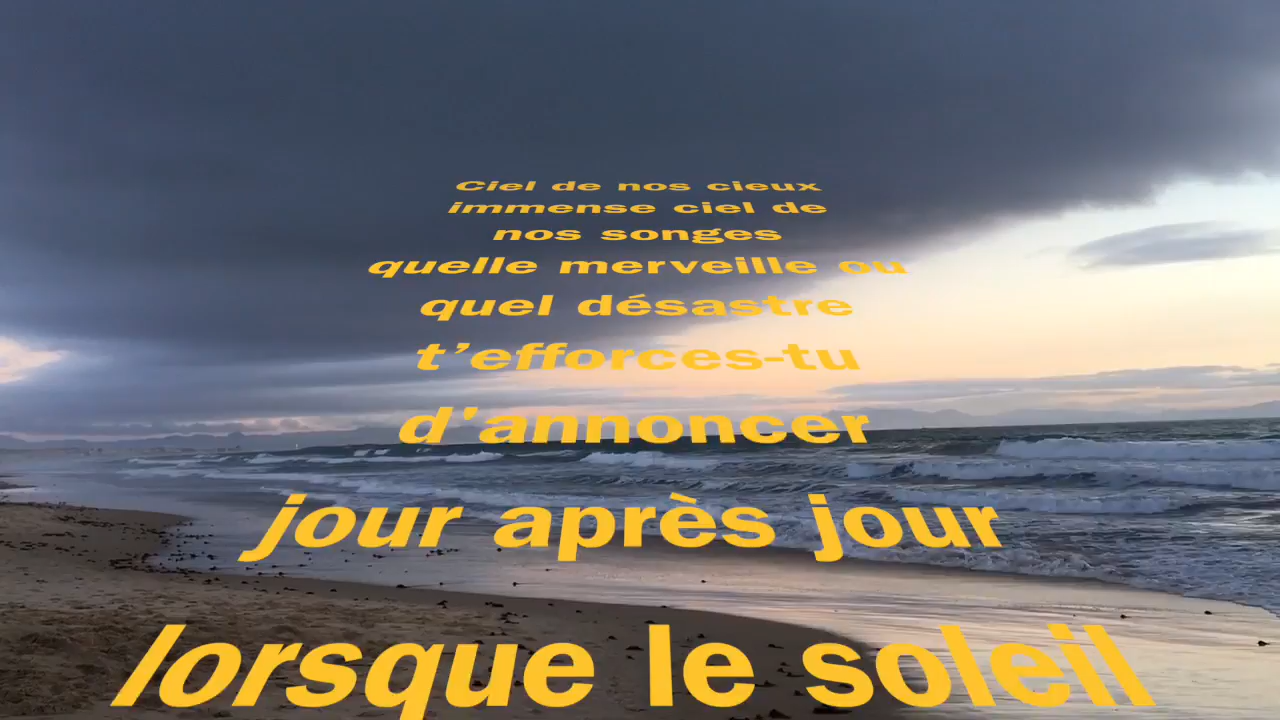 Ciel de nos cieux
immense ciel de
nos songes
quelle merveille ou
quel désastre
t’efforces-tu
d'annoncer
jour après jour
lorsque le soleil